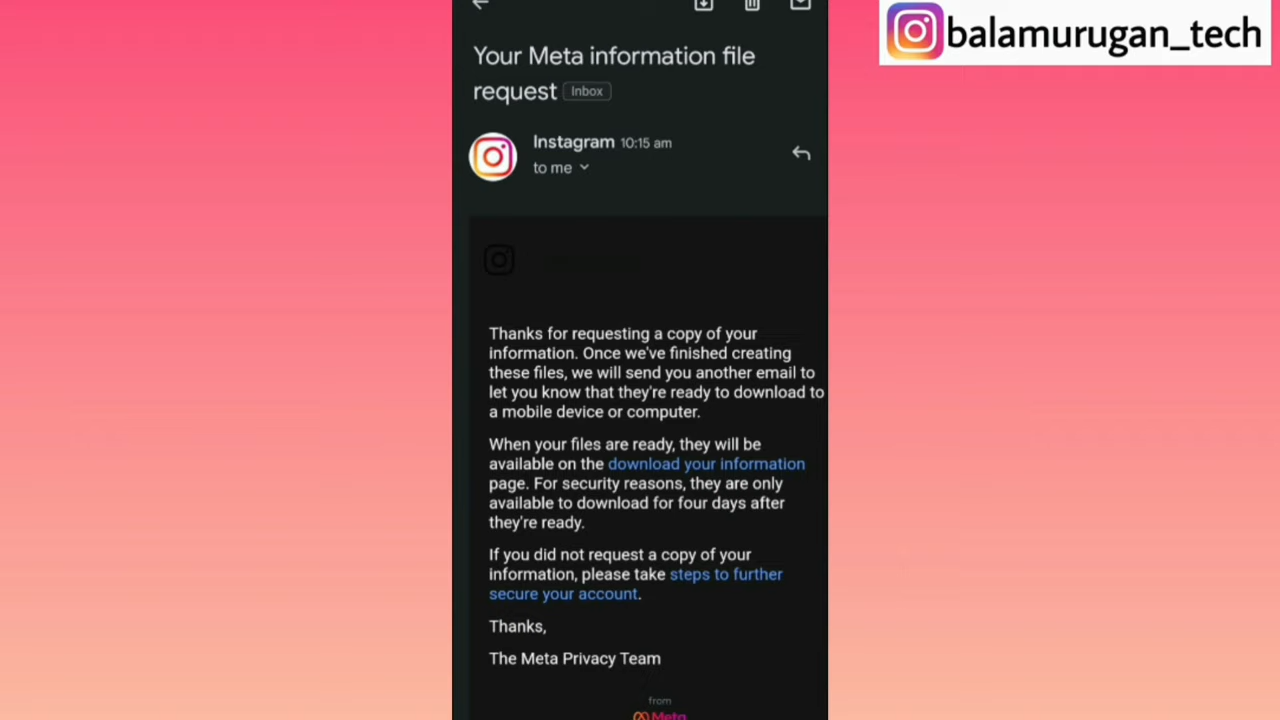 balamurugan_tech
Your Meta information file
request Inbox
Instagram 10:15 am
to me
Thanks for requesting a copy of your
information. Once we've finished creating
these files, we will send you another email to
let you know that they're ready to download to
a mobile device or computer.
When your files are ready, they will be
available on the download your information
page. For security reasons, they are only
available to download for four days after
they're ready.
If you did not request a copy of your
information, please take steps to further
secure your account.
Thanks,
The Meta Privacy Team
from
Meta